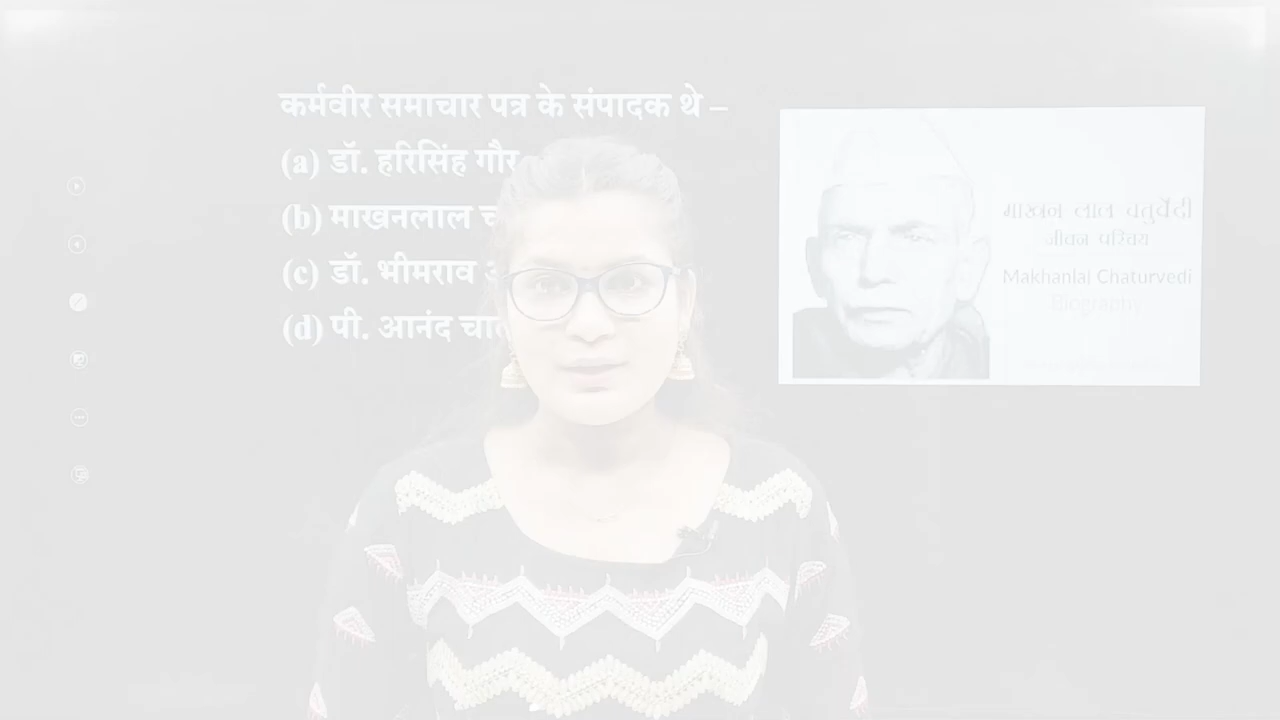 कर्मवीर समाचार पत्र के संपादक थे –
(a) डॉ. हरिसिंह गौर
(b) माखनलाल
(c) डॉ. भीमराव
(d) पी. आनंद
माखन लाल चतुर्वेदी
जीवन परिचय
Makhanlal Chaturvedi
Biography